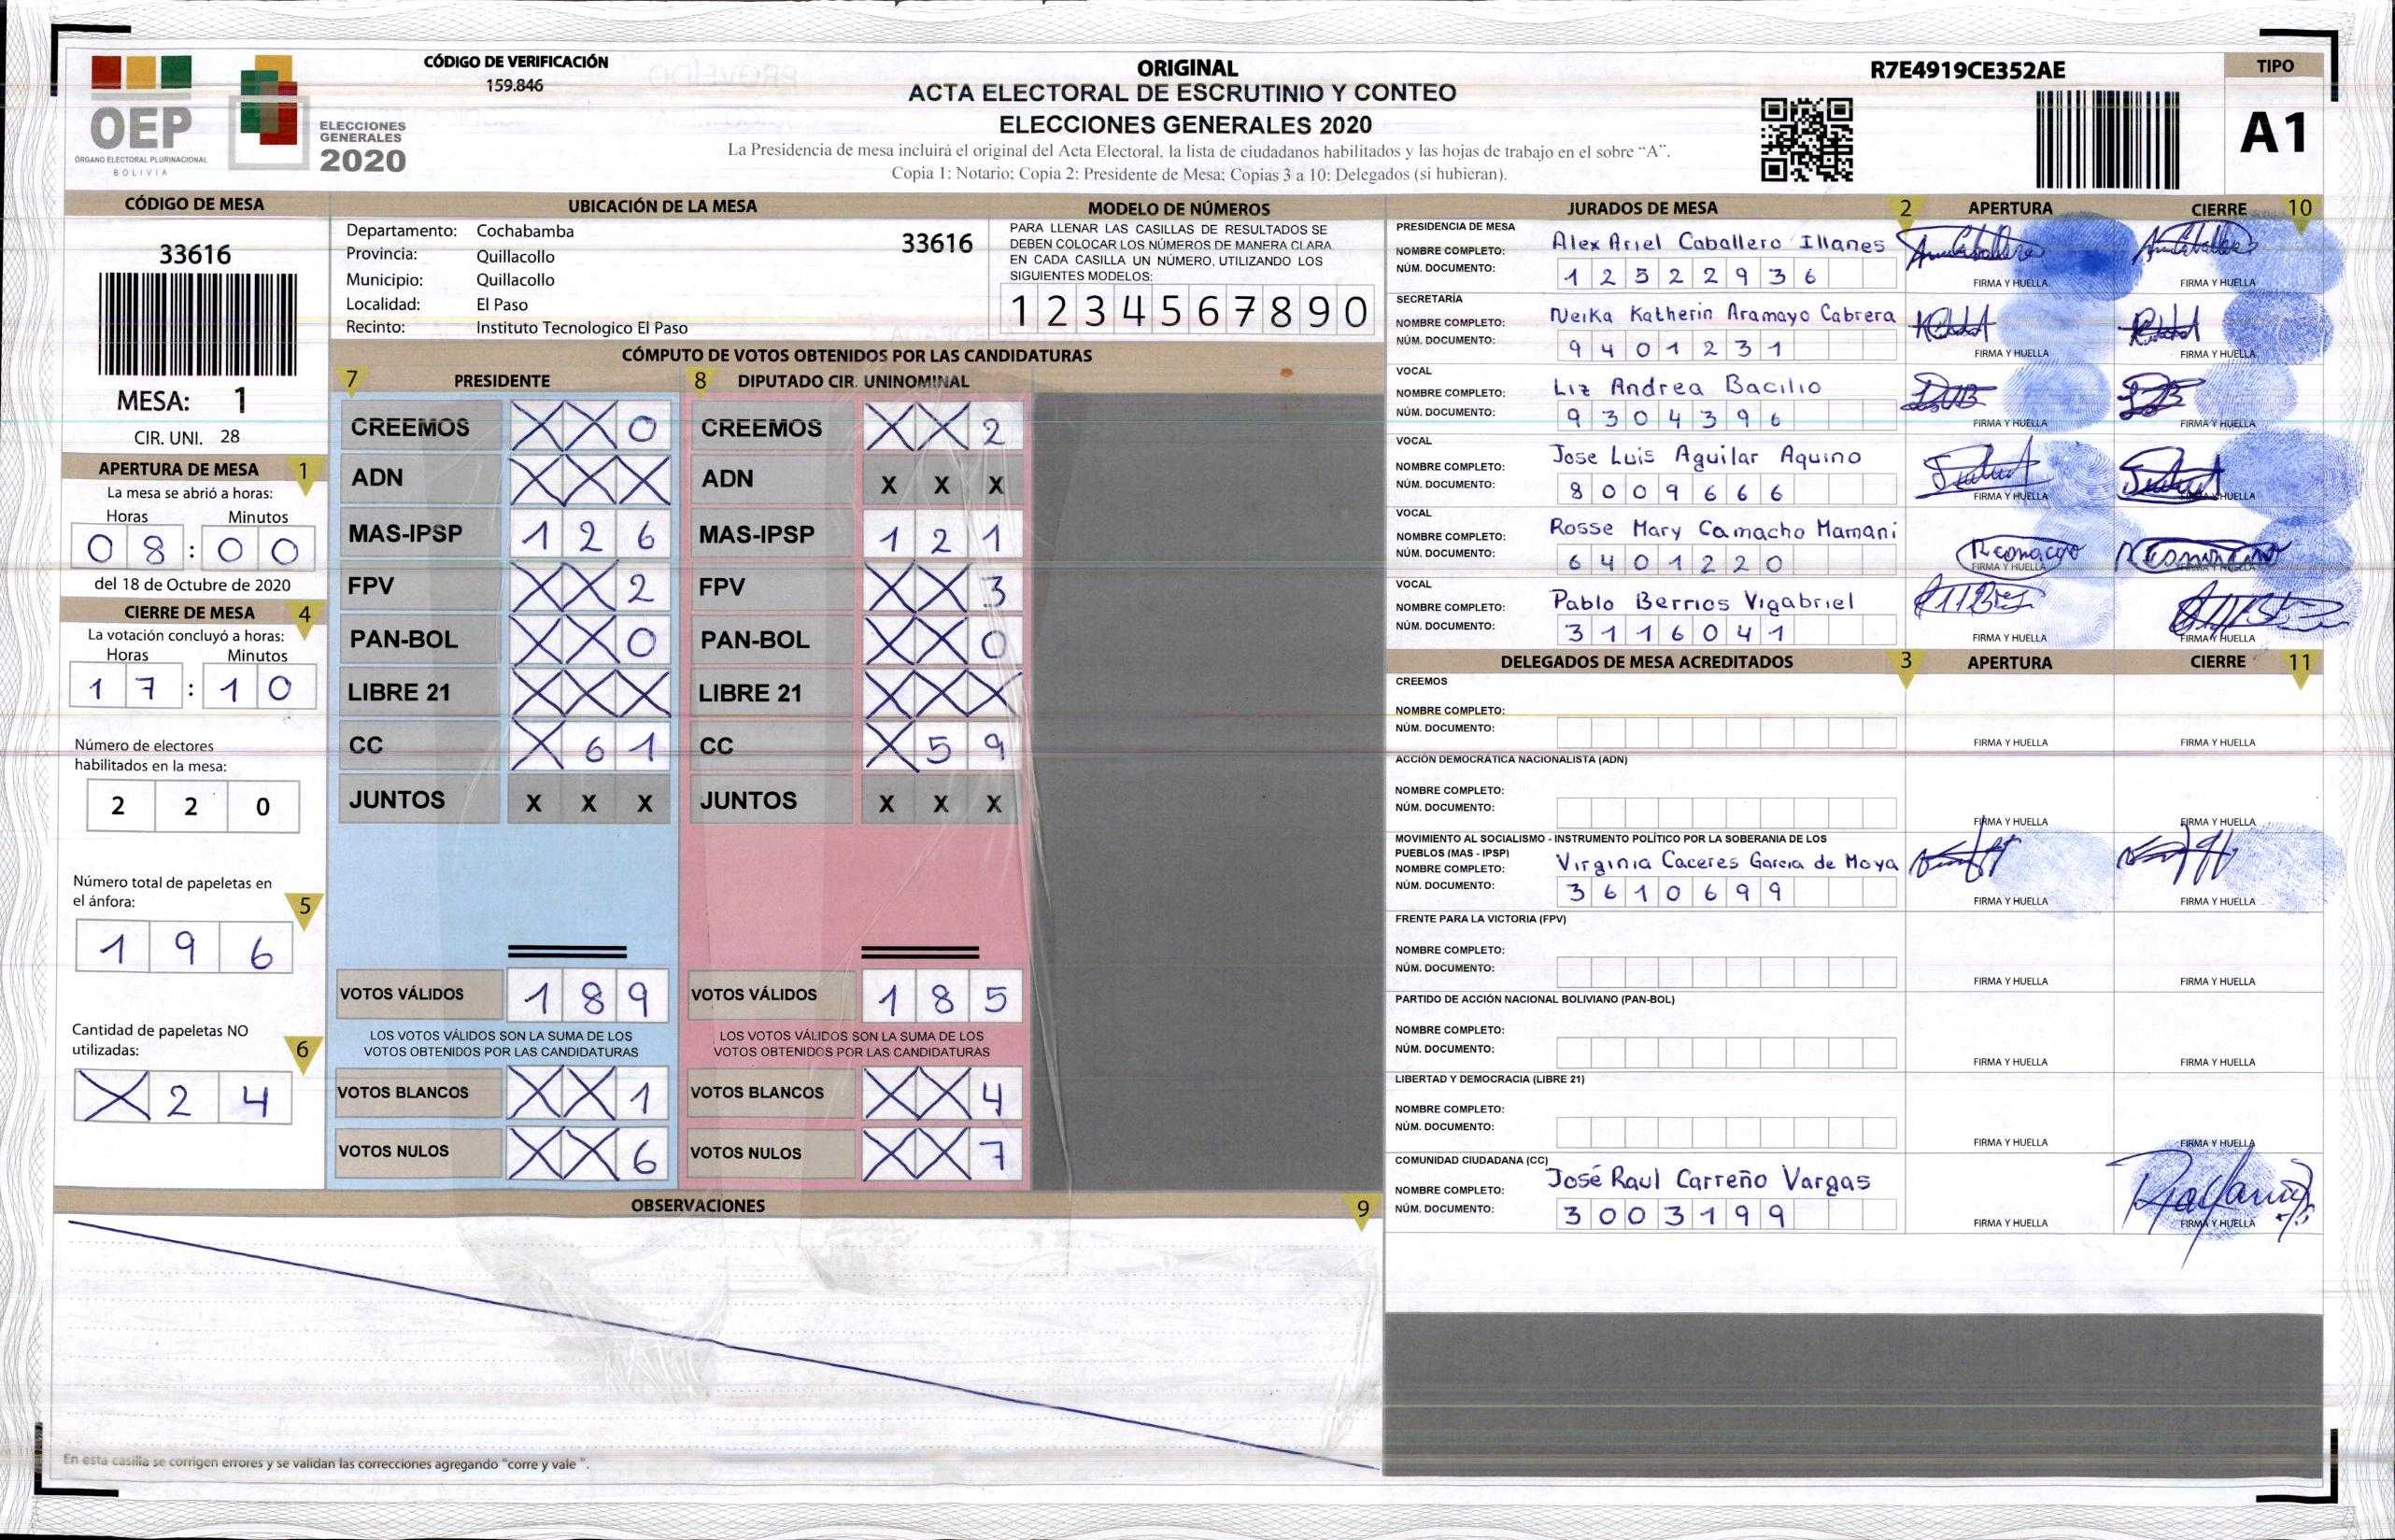 CÓDIGO DE VERIFICACIÓN
159.846
OEP
ÓRGANO ELECTORAL PLURINACIONAL
BOLIVIA
ELECCIONES
GENERALES
2020
ORIGINAL
ACTA ELECTORAL DE ESCRUTINIO Y CONTEO
ELECCIONES GENERALES 2020
La Presidencia de mesa incluirá el original del Acta Electoral, la lista de ciudadanos habilitados y las hojas de trabajo en el sobre “A”.
Copia 1: Notario; Copia 2: Presidente de Mesa; Copias 3 a 10: Delegados (si hubieran).
R7E4919CE352AE
TIPO
A1
CÓDIGO DE MESA
33616
MESA: 1
CIR. UNI. 28
APERTURA DE MESA 1
La mesa se abrió a horas:
Horas Minutos
0 8 : 0 0
del 18 de Octubre de 2020
CIERRE DE MESA 4
La votación concluyó a horas:
Horas Minutos
1 7 : 1 0
Número de electores
habilitados en la mesa:
2 2 0
Número total de papeletas en
el ánfora: 5
1 9 6
Cantidad de papeletas NO
utilizadas: 6
X 2 4
UBICACIÓN DE LA MESA
Departamento: Cochabamba
33616
Provincia: Quillacollo
Municipio: Quillacollo
Localidad: El Paso
Recinto: Instituto Tecnologico El Paso
MODELO DE NÚMEROS
PARA LLENAR LAS CASILLAS DE RESULTADOS SE
DEBEN COLOCAR LOS NÚMEROS DE MANERA CLARA.
EN CADA CASILLA UN NÚMERO, UTILIZANDO LOS
SIGUIENTES MODELOS:
1 2 3 4 5 6 7 8 9 0
CÓMPUTO DE VOTOS OBTENIDOS POR LAS CANDIDATURAS
7 PRESIDENTE
CREEMOS X X 0
ADN X X X
MAS-IPSP 1 2 6
FPV X X 2
PAN-BOL X X 0
LIBRE 21 X X X
CC X 6 1
JUNTOS X X X
VOTOS VÁLIDOS 1 8 9
LOS VOTOS VÁLIDOS SON LA SUMA DE LOS
VOTOS OBTENIDOS POR LAS CANDIDATURAS
VOTOS BLANCOS X X 1
VOTOS NULOS X X 6
8 DIPUTADO CIR. UNINOMINAL
CREEMOS X X 2
ADN X X X
MAS-IPSP 1 2 1
FPV X X 3
PAN-BOL X X 0
LIBRE 21 X X X
CC X 5 9
JUNTOS X X X
VOTOS VÁLIDOS 1 8 5
LOS VOTOS VÁLIDOS SON LA SUMA DE LOS
VOTOS OBTENIDOS POR LAS CANDIDATURAS
VOTOS BLANCOS X X 4
VOTOS NULOS X X 7
OBSERVACIONES 9
En esta casilla se corrigen errores y se validan las correcciones agregando "corre y vale ".
JURADOS DE MESA 2 APERTURA CIERRE 10
PRESIDENCIA DE MESA
NOMBRE COMPLETO: Alex Ariel Caballero Illanes
NÚM. DOCUMENTO: 1 2 5 2 2 9 3 6
FIRMA Y HUELLA FIRMA Y HUELLA
SECRETARÍA
NOMBRE COMPLETO: Neika Katherin Aramayo Cabrera
NÚM. DOCUMENTO: 9 4 0 1 2 3 1
FIRMA Y HUELLA FIRMA Y HUELLA
VOCAL
NOMBRE COMPLETO: Liz Andrea Bacilio
NÚM. DOCUMENTO: 9 3 0 4 3 9 6
FIRMA Y HUELLA FIRMA Y HUELLA
VOCAL
NOMBRE COMPLETO: Jose Luis Aguilar Aquino
NÚM. DOCUMENTO: 8 0 0 9 6 6 6
FIRMA Y HUELLA FIRMA Y HUELLA
VOCAL
NOMBRE COMPLETO: Rosse Mary Camacho Mamani
NÚM. DOCUMENTO: 6 4 0 1 2 2 0
FIRMA Y HUELLA FIRMA Y HUELLA
VOCAL
NOMBRE COMPLETO: Pablo Berrios Vigabriel
NÚM. DOCUMENTO: 3 1 1 6 0 4 1
FIRMA Y HUELLA FIRMA Y HUELLA
DELEGADOS DE MESA ACREDITADOS 3 APERTURA CIERRE 11
CREEMOS
NOMBRE COMPLETO:
NÚM. DOCUMENTO:
FIRMA Y HUELLA FIRMA Y HUELLA
ACCIÓN DEMOCRÁTICA NACIONALISTA (ADN)
NOMBRE COMPLETO:
NÚM. DOCUMENTO:
FIRMA Y HUELLA FIRMA Y HUELLA
MOVIMIENTO AL SOCIALISMO - INSTRUMENTO POLÍTICO POR LA SOBERANIA DE LOS
PUEBLOS (MAS - IPSP)
NOMBRE COMPLETO: Virginia Caceres Garcia de Moya
NÚM. DOCUMENTO: 3 6 1 0 6 9 9
FIRMA Y HUELLA FIRMA Y HUELLA
FRENTE PARA LA VICTORIA (FPV)
NOMBRE COMPLETO:
NÚM. DOCUMENTO:
FIRMA Y HUELLA FIRMA Y HUELLA
PARTIDO DE ACCIÓN NACIONAL BOLIVIANO (PAN-BOL)
NOMBRE COMPLETO:
NÚM. DOCUMENTO:
FIRMA Y HUELLA FIRMA Y HUELLA
LIBERTAD Y DEMOCRACIA (LIBRE 21)
NOMBRE COMPLETO:
NÚM. DOCUMENTO:
FIRMA Y HUELLA FIRMA Y HUELLA
COMUNIDAD CIUDADANA (CC)
NOMBRE COMPLETO: José Raul Carreño Vargas
NÚM. DOCUMENTO: 3 0 0 3 1 9 9
FIRMA Y HUELLA FIRMA Y HUELLA